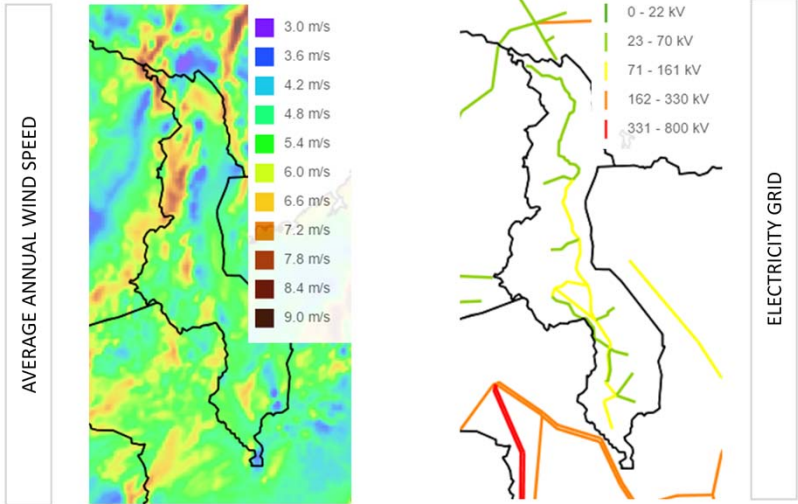 AVERAGE ANNUAL WIND SPEED
3.0 m/s
3.6 m/s
4.2 m/s
4.8 m/s
5.4 m/s
6.0 m/s
6.6 m/s
7.2 m/s
7.8 m/s
8.4 m/s
9.0 m/s
0 - 22 kV
23 - 70 kV
71 - 161 kV
162 - 330 kV
331 - 800 kV
ELECTRICITY GRID